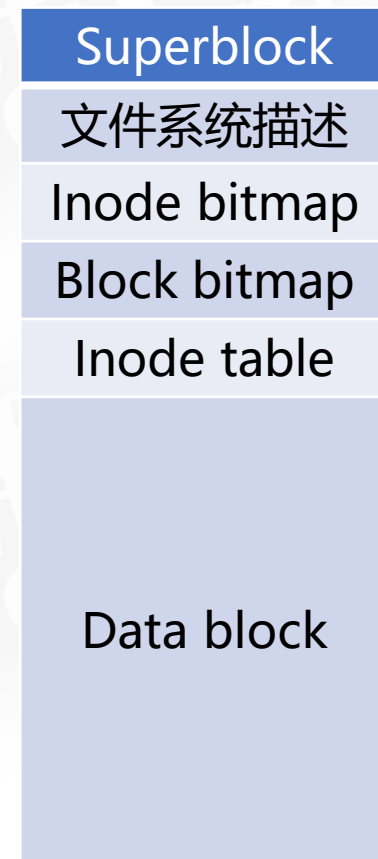 Superblock
文件系统描述
Inode bitmap
Block bitmap
Inode table
Data block